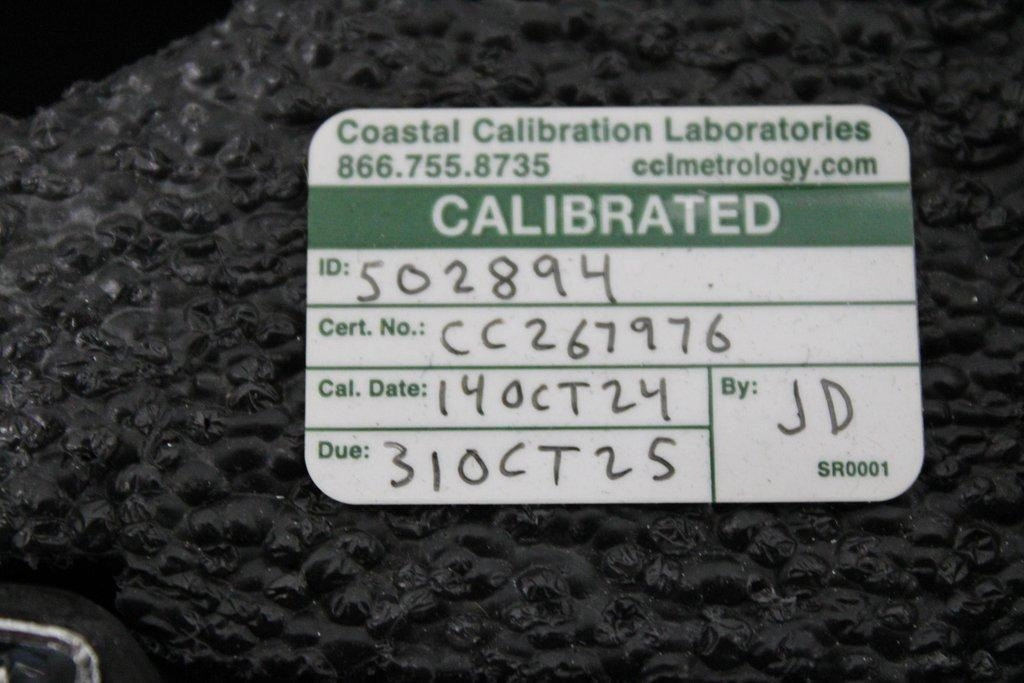 Coastal Calibration Laboratories
866.755.8735 cclmetrology.com
CALIBRATED
ID: 502894
Cert. No.: CC267976
Cal. Date: 14OCT24 By: JD
Due: 31OCT25
SR0001